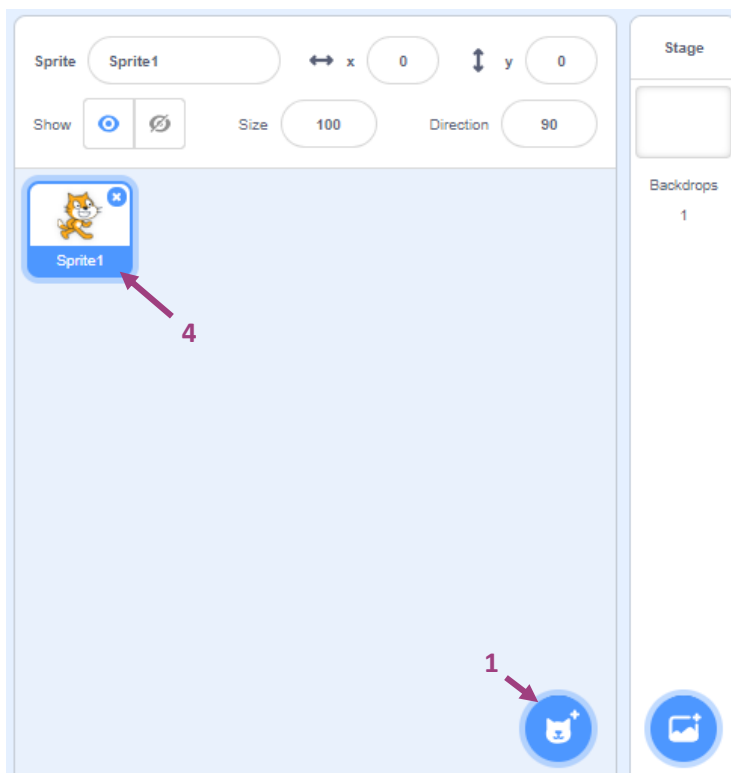 Sprite Sprite1 x 0 y 0
Show Size 100 Direction 90
Stage
Backdrops
1
Sprite1
4
1